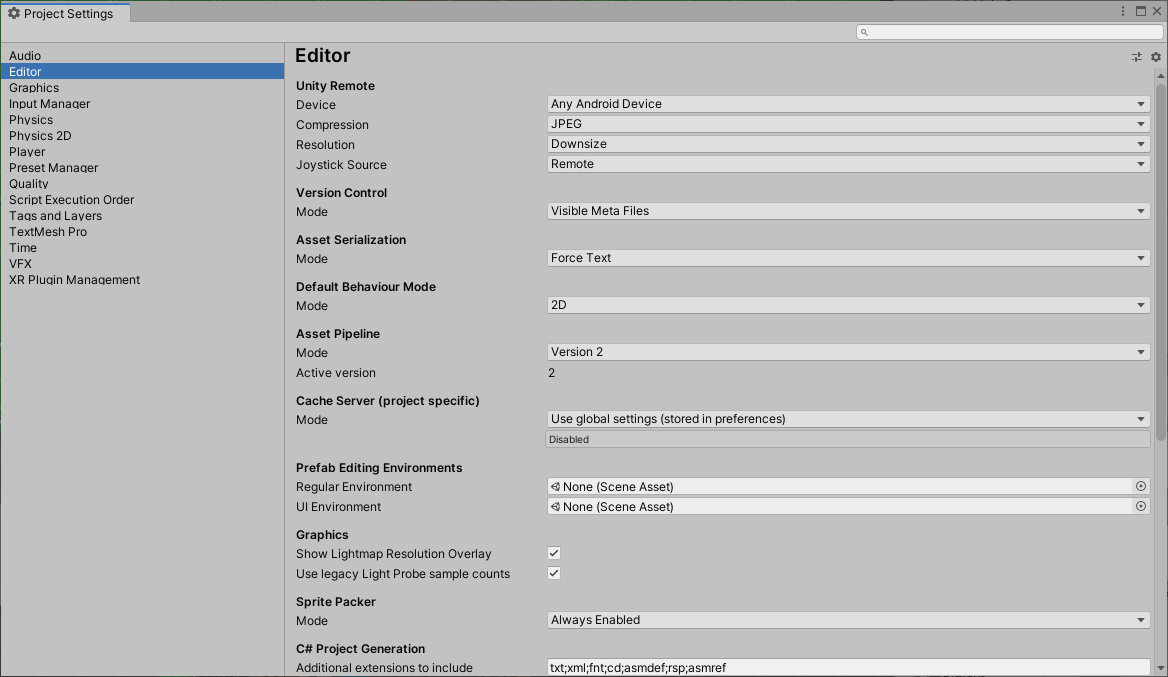 Project Settings
Audio
Editor
Graphics
Input Manager
Physics
Physics 2D
Player
Preset Manager
Quality
Script Execution Order
Tags and Layers
TextMesh Pro
Time
VFX
XR Plugin Management
Editor
Unity Remote
Device Any Android Device
Compression JPEG
Resolution Downsize
Joystick Source Remote
Version Control
Mode Visible Meta Files
Asset Serialization
Mode Force Text
Default Behaviour Mode
Mode 2D
Asset Pipeline
Mode Version 2
Active version 2
Cache Server (project specific)
Mode Use global settings (stored in preferences)
Disabled
Prefab Editing Environments
Regular Environment None (Scene Asset)
UI Environment None (Scene Asset)
Graphics
Show Lightmap Resolution Overlay
Use legacy Light Probe sample counts
Sprite Packer
Mode Always Enabled
C# Project Generation
Additional extensions to include txt;xml;fnt;cd;asmdef;rsp;asmref